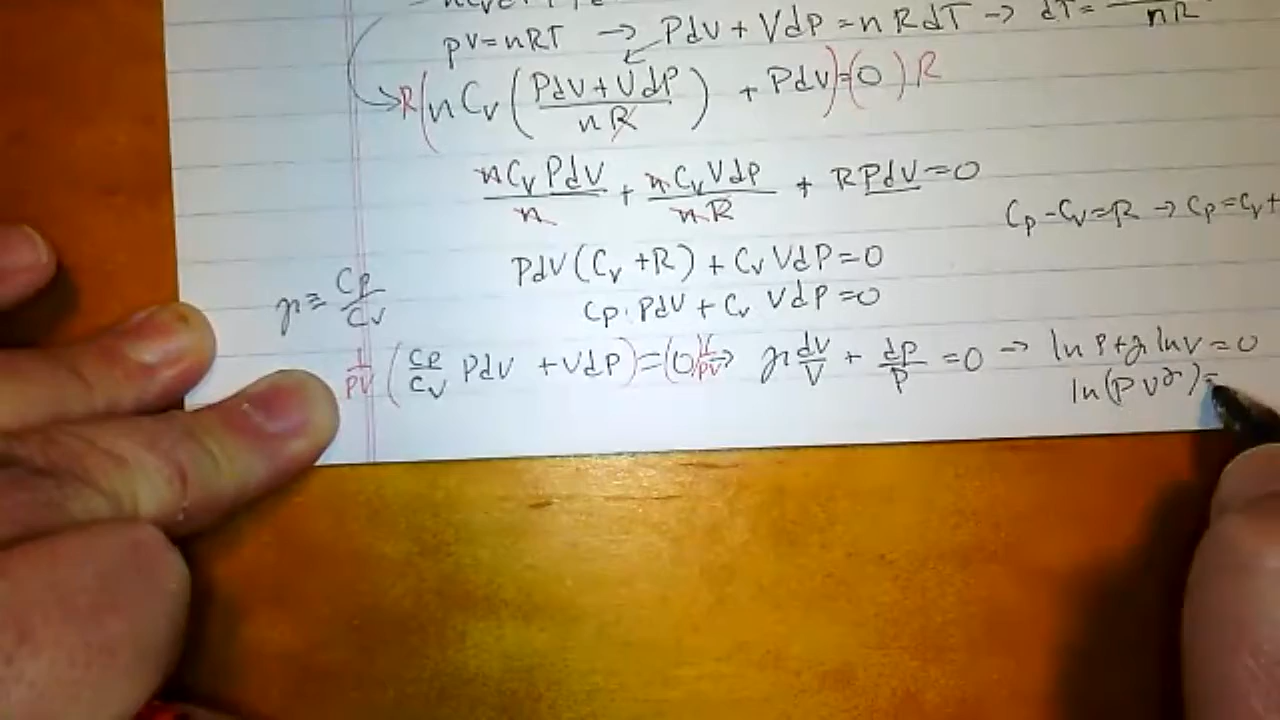 PV=nRT → PdV + VdP = nRdT → dT= /nR
R(nCv((PdV+VdP)/nR) + PdV)=(0)R
nCvPdV/n + nCvVdP/nR + RPdV=0
Cp-Cv=R → Cp=Cv+
PdV(Cv+R) + CvVdP=0
γ≡Cp/Cv
Cp·PdV + Cv VdP=0
1/PV(Cp/Cv PdV + VdP)=(0)1/PV → γ dV/V + dP/P =0 → ln P+γ ln V=0
ln(PV^γ)=